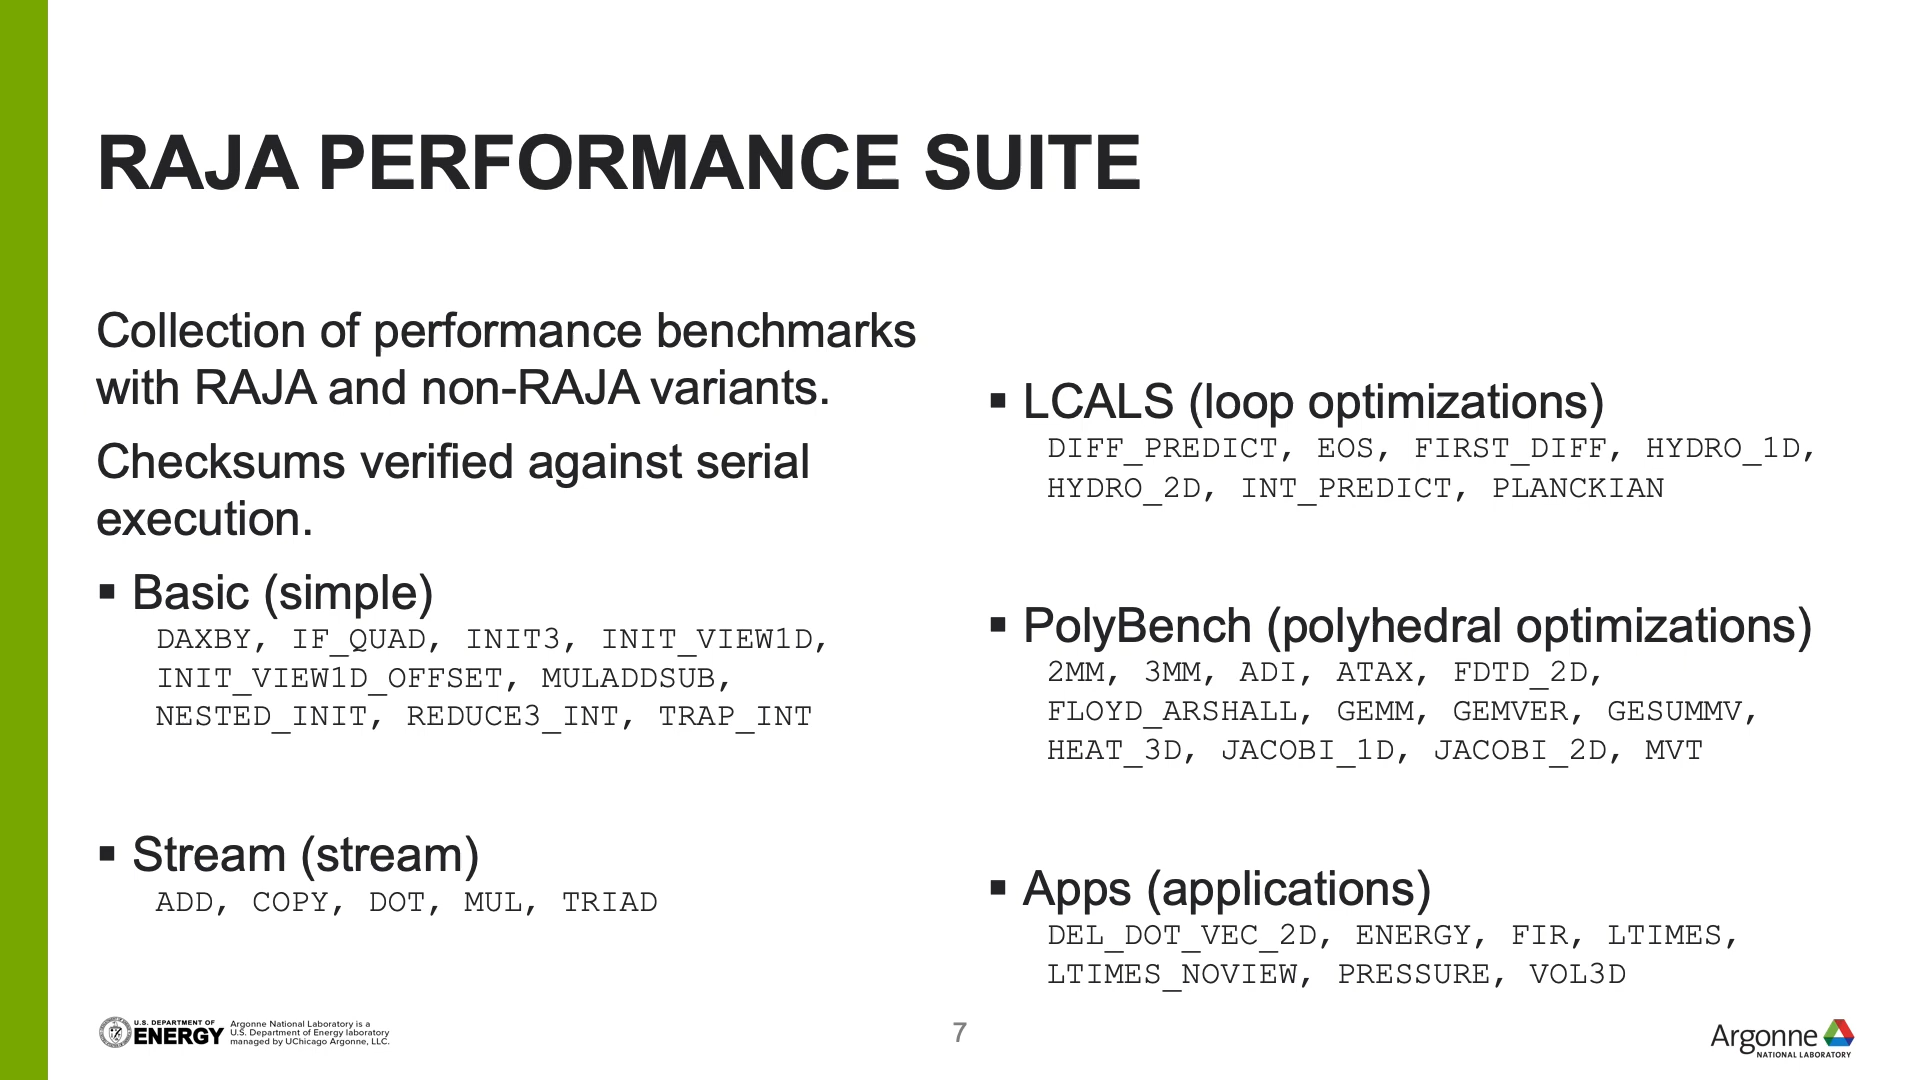 RAJA PERFORMANCE SUITE
Collection of performance benchmarks
with RAJA and non-RAJA variants.
Checksums verified against serial
execution.
▪ Basic (simple)
DAXBY, IF_QUAD, INIT3, INIT_VIEW1D,
INIT_VIEW1D_OFFSET, MULADDSUB,
NESTED_INIT, REDUCE3_INT, TRAP_INT
▪ Stream (stream)
ADD, COPY, DOT, MUL, TRIAD
▪ LCALS (loop optimizations)
DIFF_PREDICT, EOS, FIRST_DIFF, HYDRO_1D,
HYDRO_2D, INT_PREDICT, PLANCKIAN
▪ PolyBench (polyhedral optimizations)
2MM, 3MM, ADI, ATAX, FDTD_2D,
FLOYD_ARSHALL, GEMM, GEMVER, GESUMMV,
HEAT_3D, JACOBI_1D, JACOBI_2D, MVT
▪ Apps (applications)
DEL_DOT_VEC_2D, ENERGY, FIR, LTIMES,
LTIMES_NOVIEW, PRESSURE, VOL3D
U.S. DEPARTMENT OF
ENERGY
Argonne National Laboratory is a
U.S. Department of Energy laboratory
managed by UChicago Argonne, LLC.
7
Argonne
NATIONAL LABORATORY